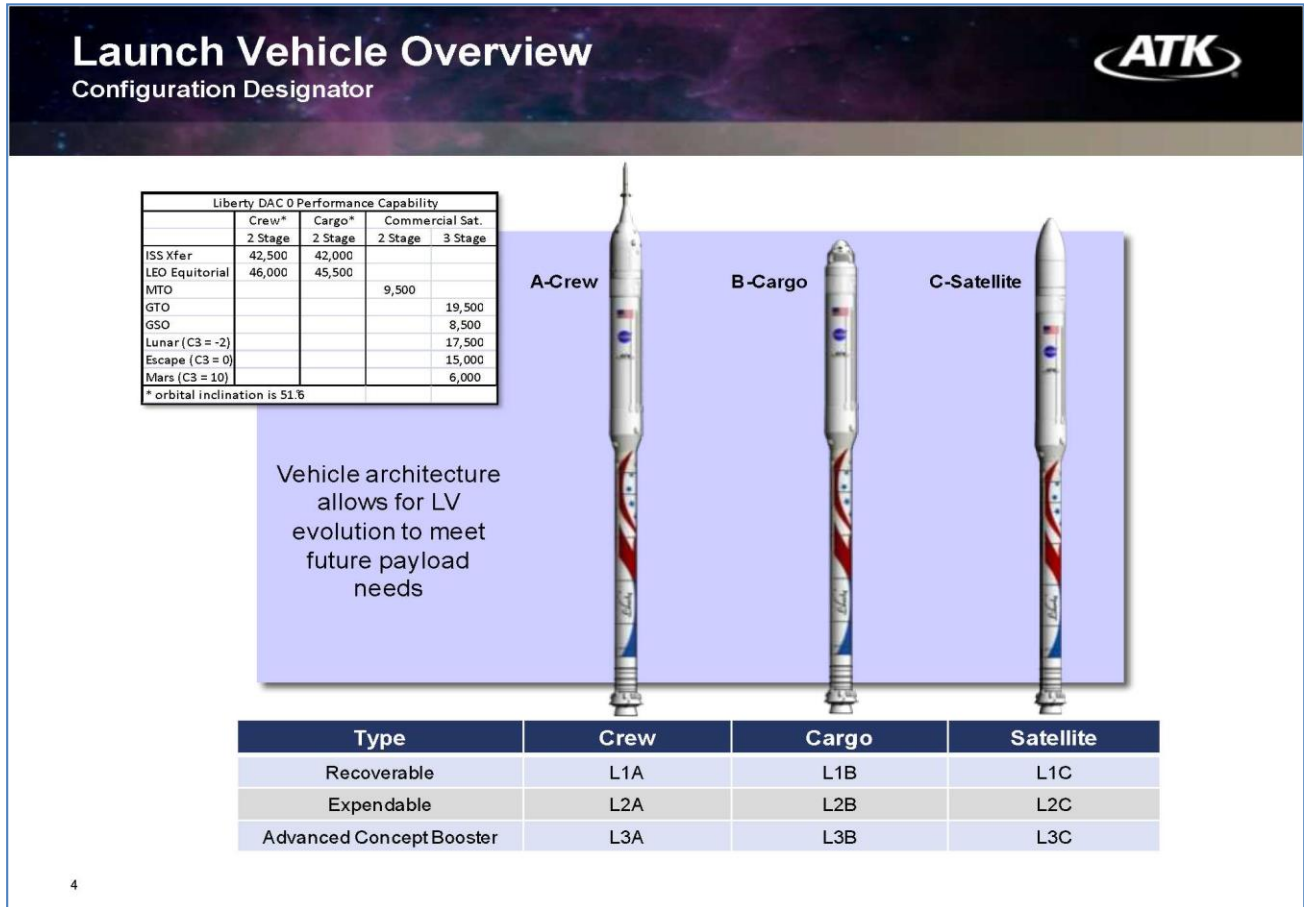 Launch Vehicle Overview
Configuration Designator
ATK
Liberty DAC 0 Performance Capability
Crew* Cargo* Commercial Sat.
2 Stage 2 Stage 2 Stage 3 Stage
ISS Xfer 42,500 42,000
LEO Equitorial 46,000 45,500
MTO 9,500
GTO 19,500
GSO 8,500
Lunar (C3 = -2) 17,500
Escape (C3 = 0) 15,000
Mars (C3 = 10) 6,000
* orbital inclination is 51.6
A-Crew
B-Cargo
C-Satellite
Vehicle architecture
allows for LV
evolution to meet
future payload
needs
Liberty
Liberty
Liberty
Type Crew Cargo Satellite
Recoverable L1A L1B L1C
Expendable L2A L2B L2C
Advanced Concept Booster L3A L3B L3C
4